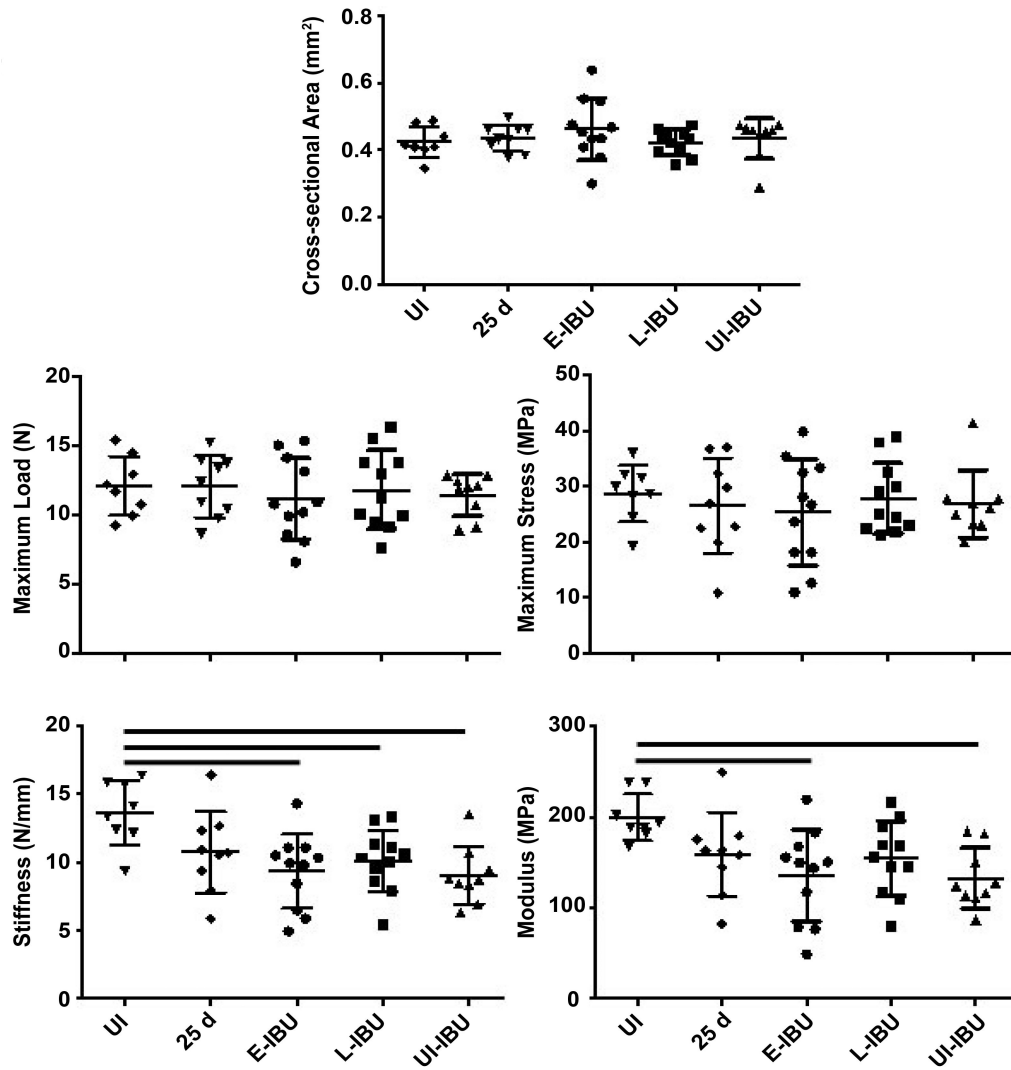 Cross-sectional Area (mm²)
0.8
0.6
0.4
0.2
0.0
UI
25 d
E-IBU
L-IBU
UI-IBU
Maximum Load (N)
20
15
10
5
0
Maximum Stress (MPa)
50
40
30
20
10
0
Stiffness (N/mm)
20
15
10
5
0
UI
25 d
E-IBU
L-IBU
UI-IBU
Modulus (MPa)
300
200
100
0
UI
25 d
E-IBU
L-IBU
UI-IBU